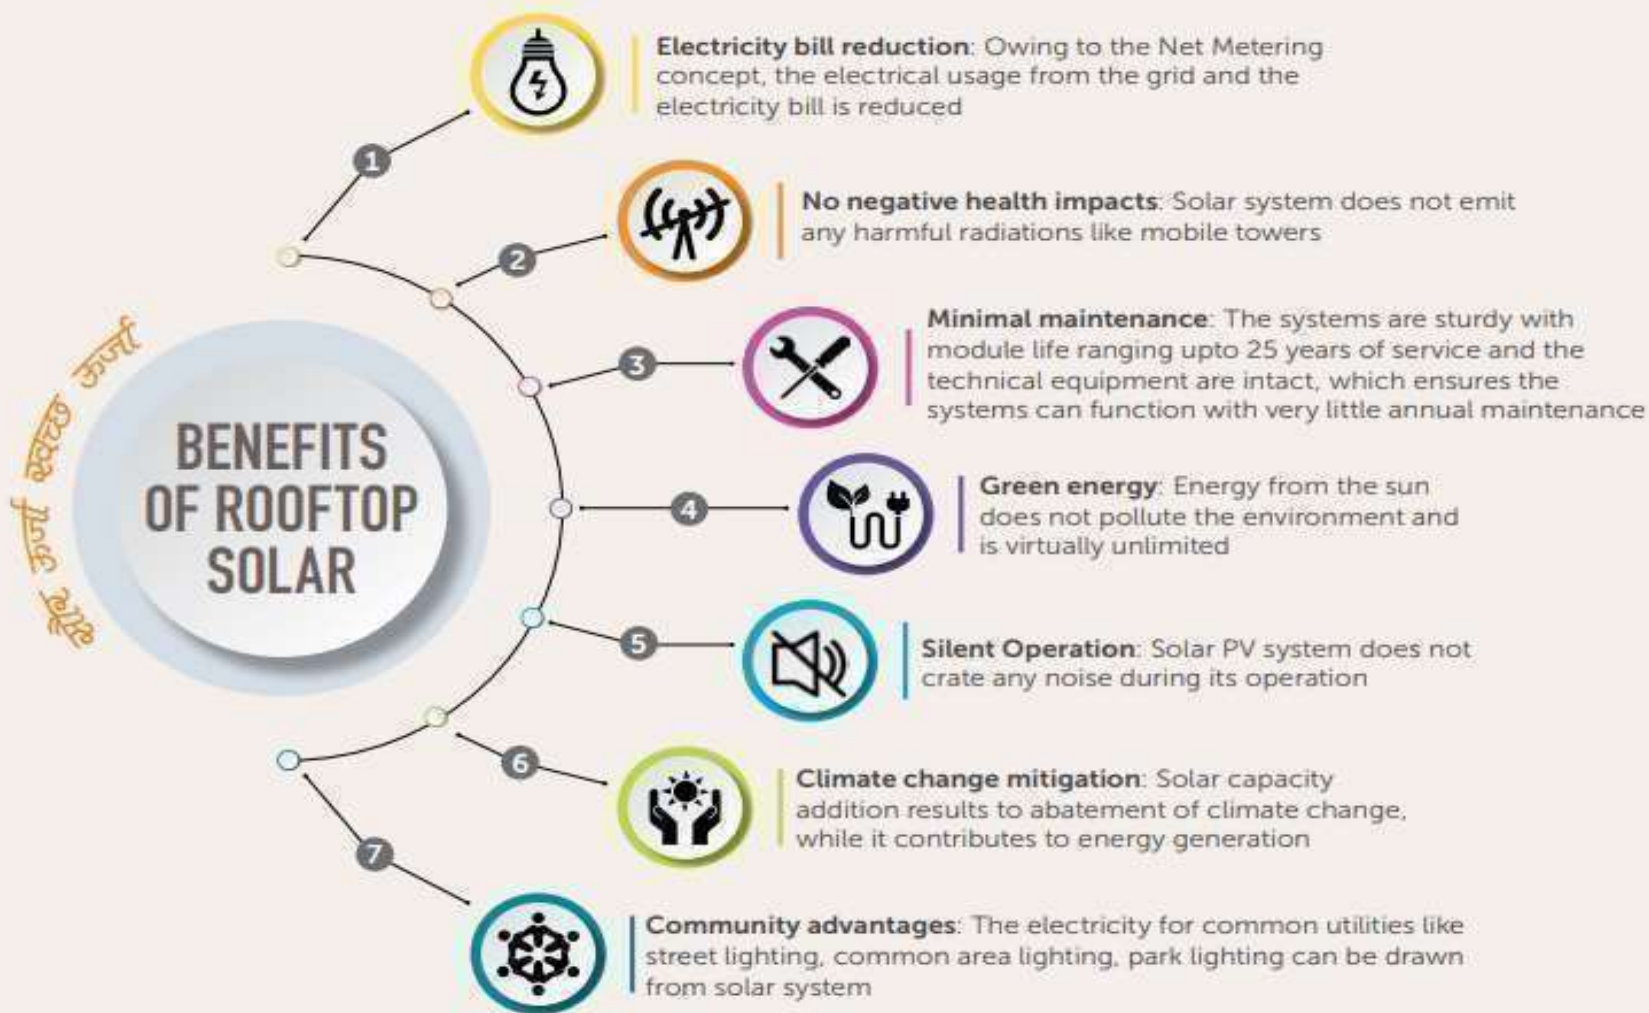 1
Electricity bill reduction: Owing to the Net Metering
concept, the electrical usage from the grid and the
electricity bill is reduced
2
No negative health impacts: Solar system does not emit
any harmful radiations like mobile towers
3
Minimal maintenance: The systems are sturdy with
module life ranging upto 25 years of service and the
technical equipment are intact, which ensures the
systems can function with very little annual maintenance
सौर ऊर्जा स्वच्छ ऊर्जा
BENEFITS
OF ROOFTOP
SOLAR
4
Green energy: Energy from the sun
does not pollute the environment and
is virtually unlimited
5
Silent Operation: Solar PV system does not
crate any noise during its operation
6
Climate change mitigation: Solar capacity
addition results to abatement of climate change,
while it contributes to energy generation
7
Community advantages: The electricity for common utilities like
street lighting, common area lighting, park lighting can be drawn
from solar system